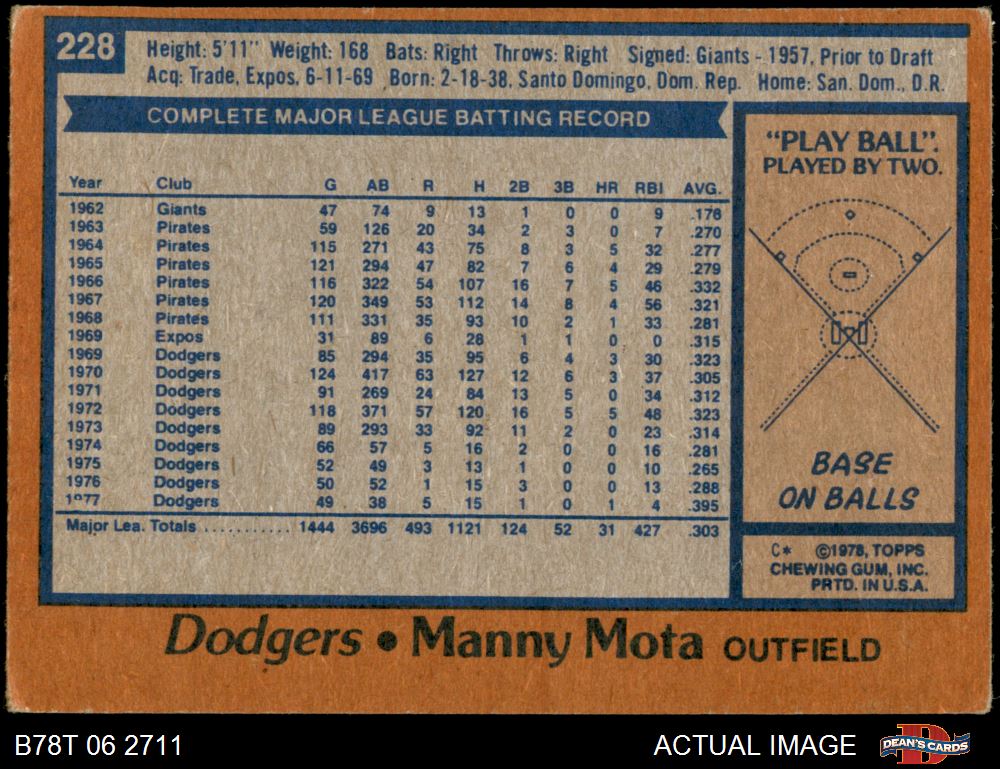 228
Height: 5'11" Weight: 168 Bats: Right Throws: Right Signed: Giants - 1957, Prior to Draft
Acq: Trade, Expos, 6-11-69 Born: 2-18-38, Santo Domingo, Dom. Rep. Home: San. Dom., D.R.
COMPLETE MAJOR LEAGUE BATTING RECORD
Year Club G AB R H 2B 3B HR RBI AVG.
1962 Giants 47 74 9 13 1 0 0 9 .176
1963 Pirates 59 126 20 34 2 3 0 7 .270
1964 Pirates 115 271 43 75 8 3 5 32 .277
1965 Pirates 121 294 47 82 7 6 4 29 .279
1966 Pirates 116 322 54 107 16 7 5 46 .332
1967 Pirates 120 349 53 112 14 8 4 56 .321
1968 Pirates 111 331 35 93 10 2 1 33 .281
1969 Expos 31 89 6 28 1 1 0 0 .315
1969 Dodgers 85 294 35 95 6 4 3 30 .323
1970 Dodgers 124 417 63 127 12 6 3 37 .305
1971 Dodgers 91 269 24 84 13 5 0 34 .312
1972 Dodgers 118 371 57 120 16 5 5 48 .323
1973 Dodgers 89 293 33 92 11 2 0 23 .314
1974 Dodgers 66 57 5 16 2 0 0 16 .281
1975 Dodgers 52 49 3 13 1 0 0 10 .265
1976 Dodgers 50 52 1 15 3 0 0 13 .288
1977 Dodgers 49 38 5 15 1 0 1 4 .395
Major Lea. Totals ........... 1444 3696 493 1121 124 52 31 427 .303
"PLAY BALL".
PLAYED BY TWO.
BASE
ON BALLS
C* ©1978, TOPPS
CHEWING GUM, INC.
PRTD. IN U.S.A.
Dodgers • Manny Mota OUTFIELD
B78T 06 2711
ACTUAL IMAGE
DEAN'S CARDS